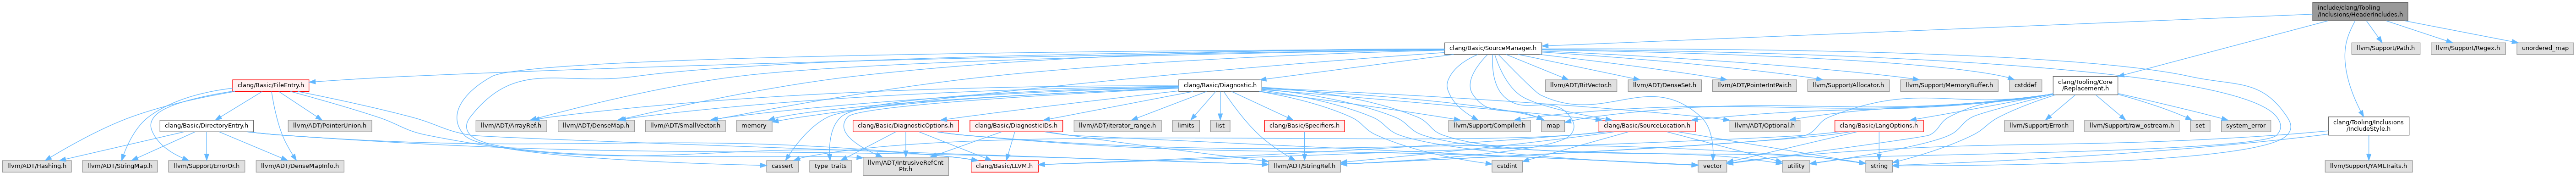 include/clang/Tooling
/Inclusions/HeaderIncludes.h
clang/Basic/SourceManager.h
llvm/Support/Path.h
llvm/Support/Regex.h
unordered_map
clang/Basic/FileEntry.h
clang/Basic/Diagnostic.h
llvm/ADT/BitVector.h
llvm/ADT/DenseSet.h
llvm/ADT/PointerIntPair.h
llvm/Support/Allocator.h
llvm/Support/MemoryBuffer.h
cstddef
clang/Tooling/Core
/Replacement.h
clang/Basic/DirectoryEntry.h
llvm/ADT/PointerUnion.h
llvm/ADT/ArrayRef.h
llvm/ADT/DenseMap.h
llvm/ADT/SmallVector.h
memory
clang/Basic/DiagnosticOptions.h
clang/Basic/DiagnosticIDs.h
llvm/ADT/iterator_range.h
limits
list
clang/Basic/Specifiers.h
llvm/Support/Compiler.h
map
clang/Basic/SourceLocation.h
llvm/ADT/Optional.h
clang/Basic/LangOptions.h
llvm/Support/Error.h
llvm/Support/raw_ostream.h
set
system_error
clang/Tooling/Inclusions
/IncludeStyle.h
llvm/ADT/Hashing.h
llvm/ADT/StringMap.h
llvm/Support/ErrorOr.h
llvm/ADT/DenseMapInfo.h
cassert
type_traits
llvm/ADT/IntrusiveRefCnt
Ptr.h
clang/Basic/LLVM.h
llvm/ADT/StringRef.h
cstdint
vector
utility
string
llvm/Support/YAMLTraits.h